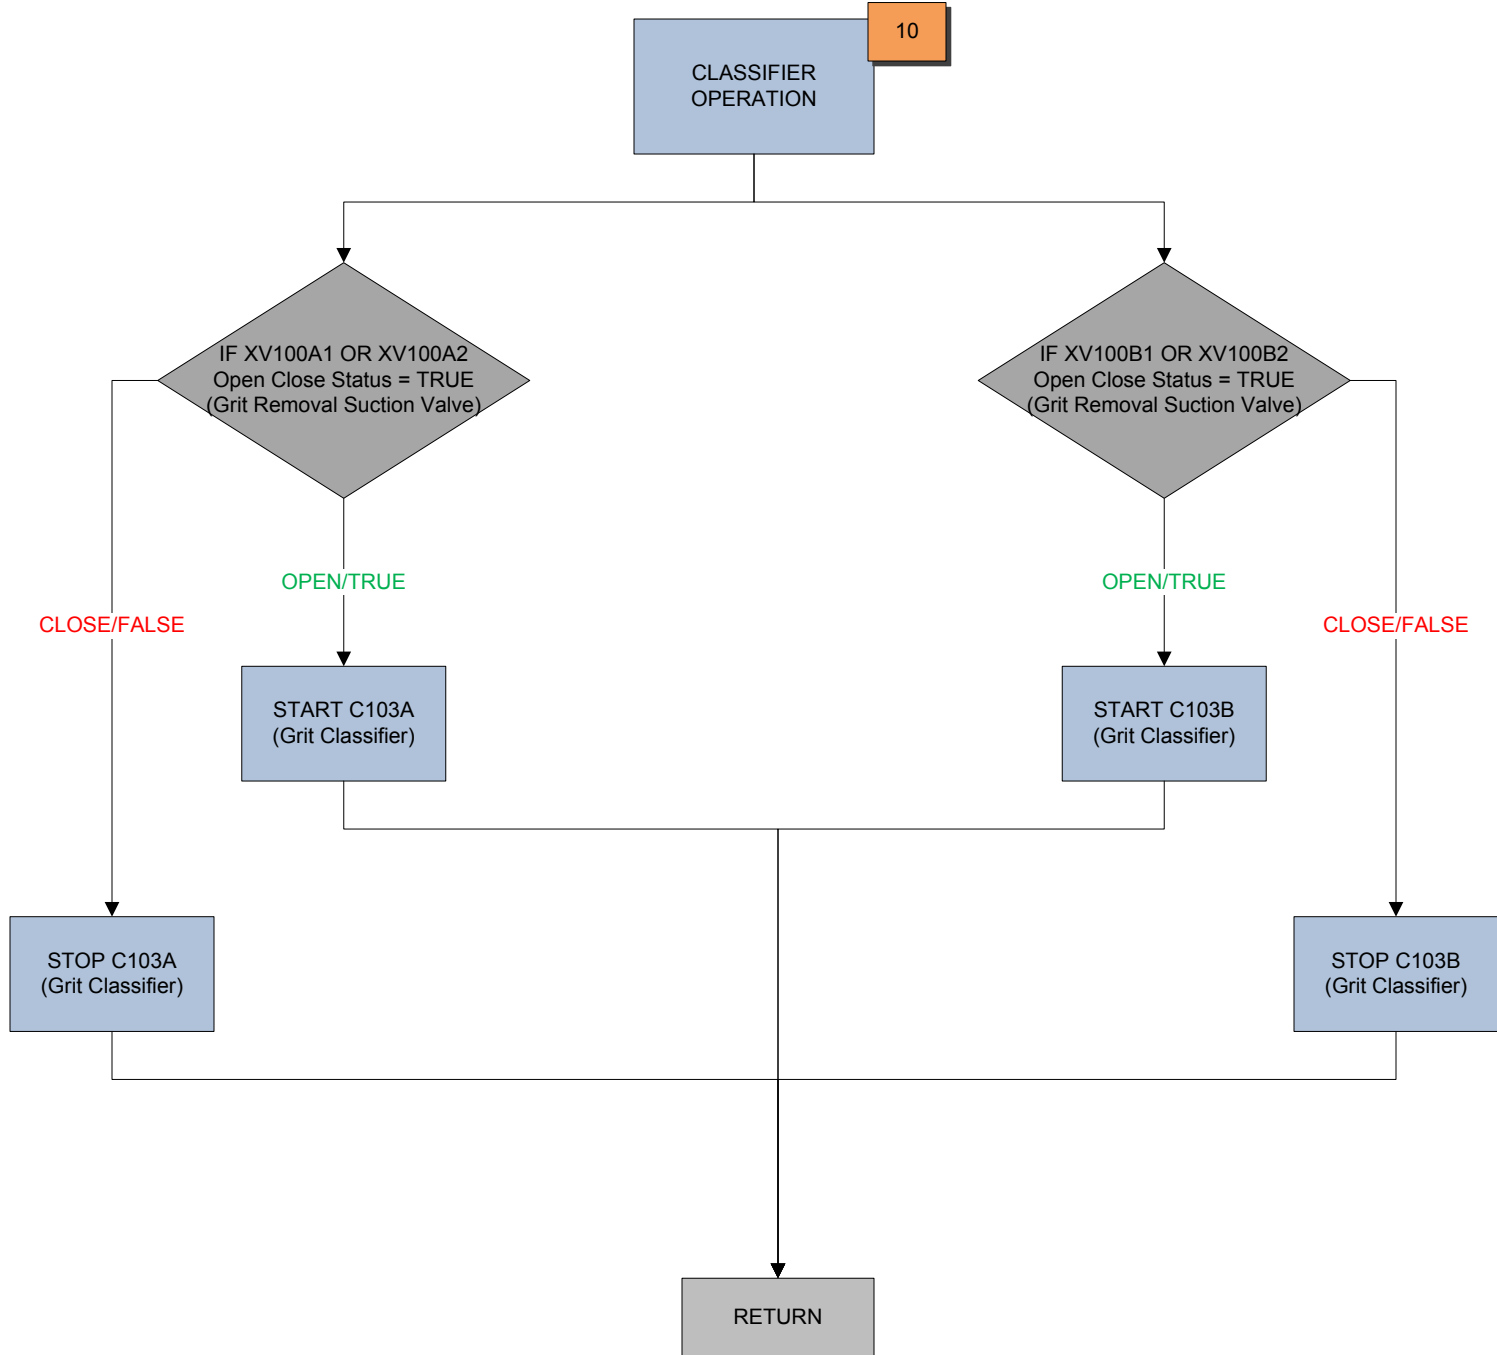 10
CLASSIFIER
OPERATION
IF XV100A1 OR XV100A2
Open Close Status = TRUE
(Grit Removal Suction Valve)
IF XV100B1 OR XV100B2
Open Close Status = TRUE
(Grit Removal Suction Valve)
OPEN/TRUE
OPEN/TRUE
CLOSE/FALSE
CLOSE/FALSE
START C103A
(Grit Classifier)
START C103B
(Grit Classifier)
STOP C103A
(Grit Classifier)
STOP C103B
(Grit Classifier)
RETURN